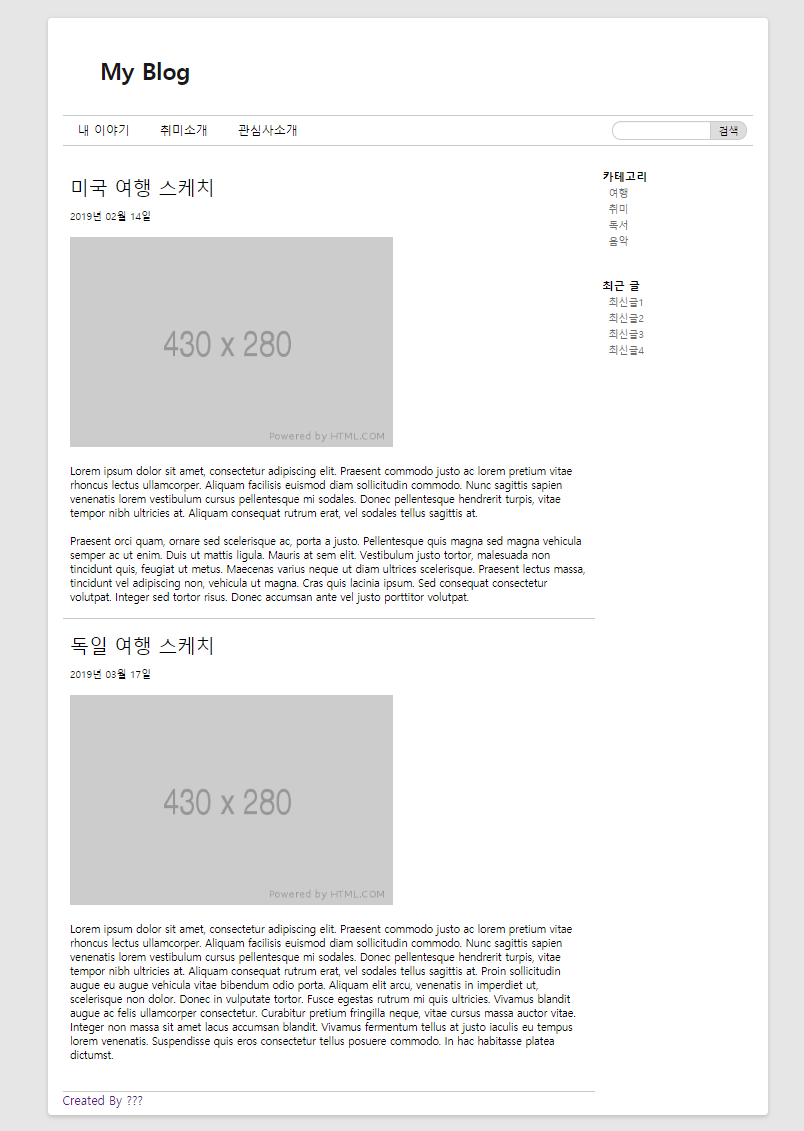 My Blog
내 이야기 취미소개 관심사소개 검색
미국 여행 스케치
2019년 02월 14일
430 x 280
Powered by HTML.COM
Lorem ipsum dolor sit amet, consectetur adipiscing elit. Praesent commodo justo ac lorem pretium vitae
rhoncus lectus ullamcorper. Aliquam facilisis euismod diam sollicitudin commodo. Nunc sagittis sapien
venenatis lorem vestibulum cursus pellentesque mi sodales. Donec pellentesque hendrerit turpis, vitae
tempor nibh ultricies at. Aliquam consequat rutrum erat, vel sodales tellus sagittis at.
Praesent orci quam, ornare sed scelerisque ac, porta a justo. Pellentesque quis magna sed magna vehicula
semper ac ut enim. Duis ut mattis ligula. Mauris at sem elit. Vestibulum justo tortor, malesuada non
tincidunt quis, feugiat ut metus. Maecenas varius neque ut diam ultrices scelerisque. Praesent lectus massa,
tincidunt vel adipiscing non, vehicula ut magna. Cras quis lacinia ipsum. Sed consequat consectetur
volutpat. Integer sed tortor risus. Donec accumsan ante vel justo porttitor volutpat.
독일 여행 스케치
2019년 03월 17일
430 x 280
Powered by HTML.COM
Lorem ipsum dolor sit amet, consectetur adipiscing elit. Praesent commodo justo ac lorem pretium vitae
rhoncus lectus ullamcorper. Aliquam facilisis euismod diam sollicitudin commodo. Nunc sagittis sapien
venenatis lorem vestibulum cursus pellentesque mi sodales. Donec pellentesque hendrerit turpis, vitae
tempor nibh ultricies at. Aliquam consequat rutrum erat, vel sodales tellus sagittis at. Proin sollicitudin
augue eu augue vehicula vitae bibendum odio porta. Aliquam elit arcu, venenatis in imperdiet ut,
scelerisque non dolor. Donec in vulputate tortor. Fusce egestas rutrum mi quis ultricies. Vivamus blandit
augue ac felis ullamcorper consectetur. Curabitur pretium fringilla neque, vitae cursus massa auctor vitae.
Integer non massa sit amet lacus accumsan blandit. Vivamus fermentum tellus at justo iaculis eu tempus
lorem venenatis. Suspendisse quis eros consectetur tellus posuere commodo. In hac habitasse platea
dictumst.
카테고리
여행
취미
독서
음악
최근 글
최신글1
최신글2
최신글3
최신글4
Created By ???